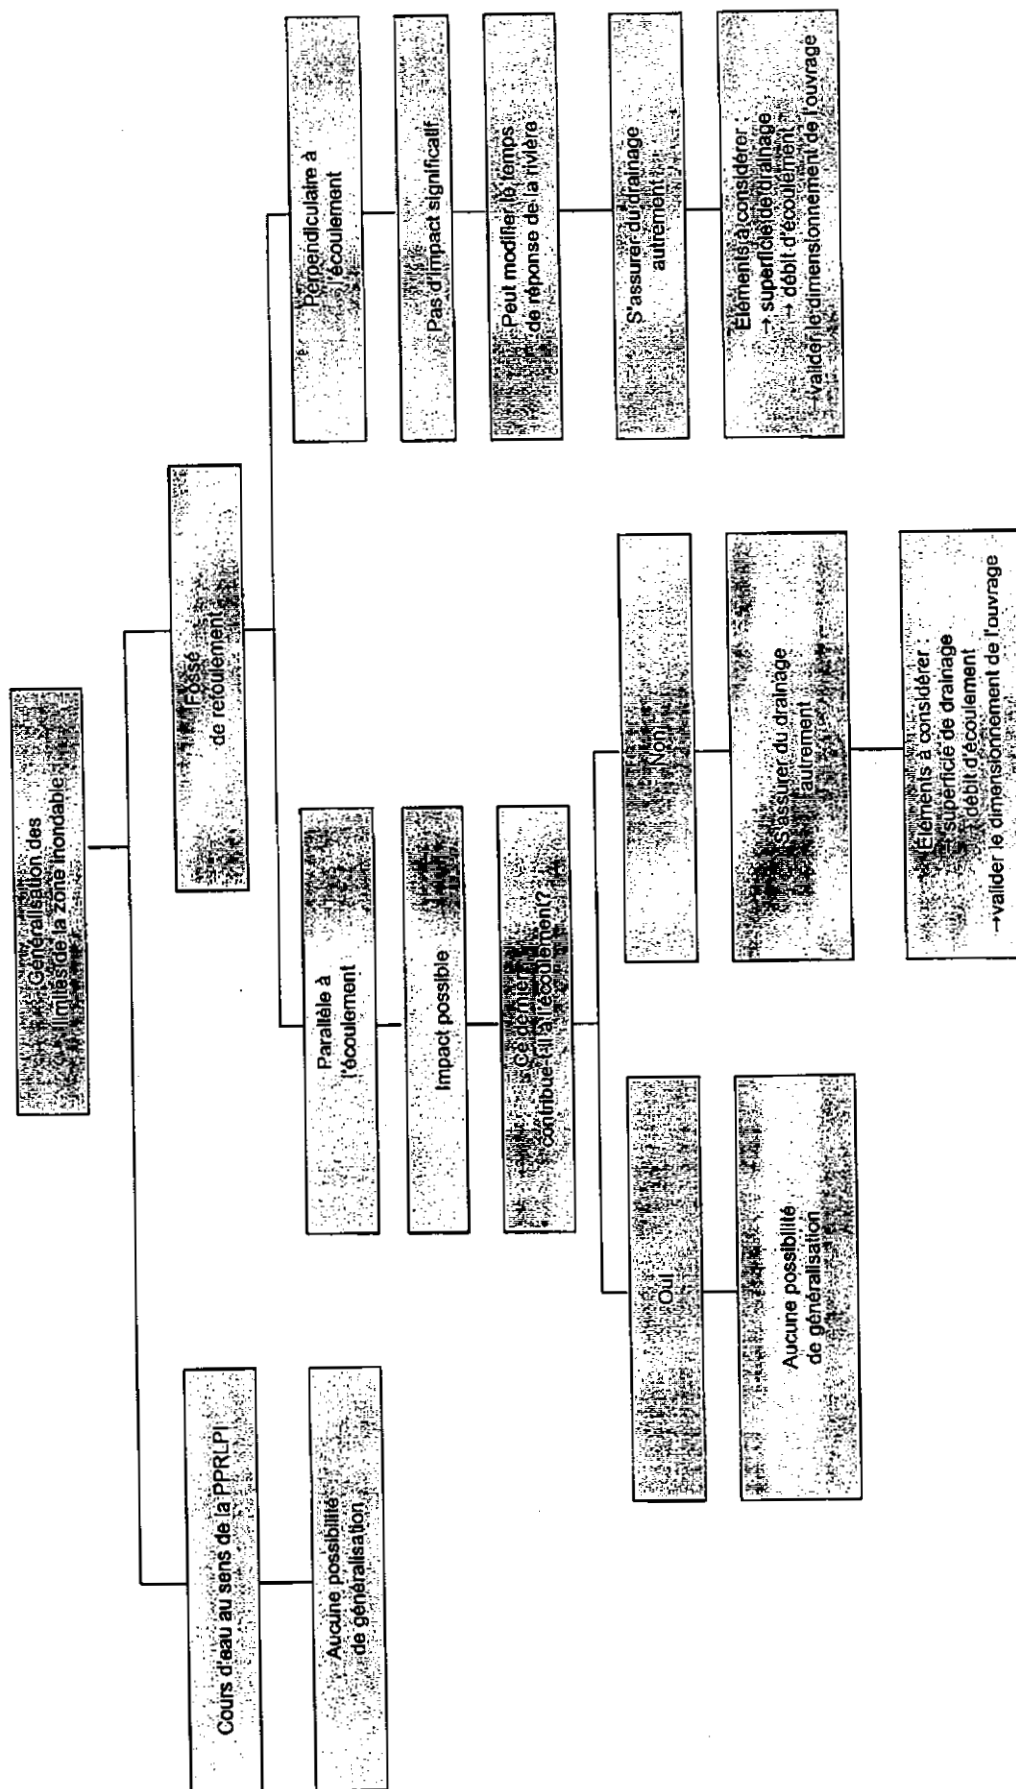 Généralisation des
limites de la zone inondable
Cours d'eau au sens de la PPRLPI
Aucune possibilité
de généralisation
Fossé
de refoulement
Parallèle à
l'écoulement
Impact possible
Ce dernier
contribue-t-il à l'écoulement?
Oui
Aucune possibilité
de généralisation
Non
S'assurer du drainage
autrement
Éléments à considérer :
→ superficie de drainage
→ débit d'écoulement
→valider le dimensionnement de l'ouvrage
Perpendiculaire à
l'écoulement
Pas d'impact significatif
Peut modifier le temps
de réponse de la rivière
S'assurer du drainage
autrement
Éléments à considérer :
→ superficie de drainage
→ débit d'écoulement
→valider le dimensionnement de l'ouvrage